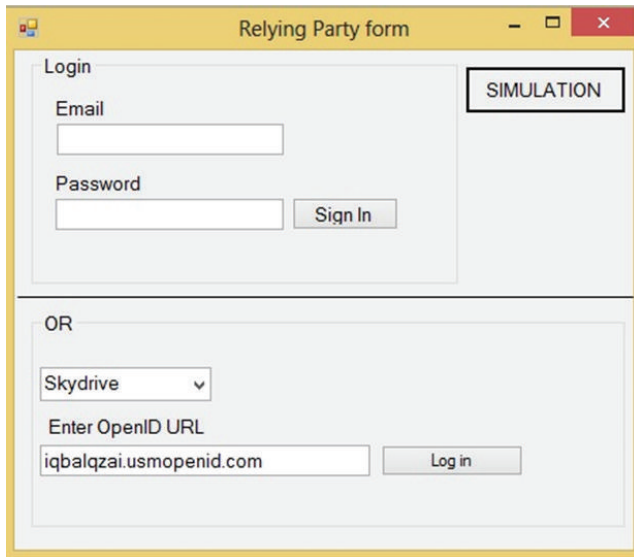 Relying Party form
Login
SIMULATION
Email
Password
Sign In
OR
Skydrive
Enter OpenID URL
iqbalqzai.usmopenid.com
Log in